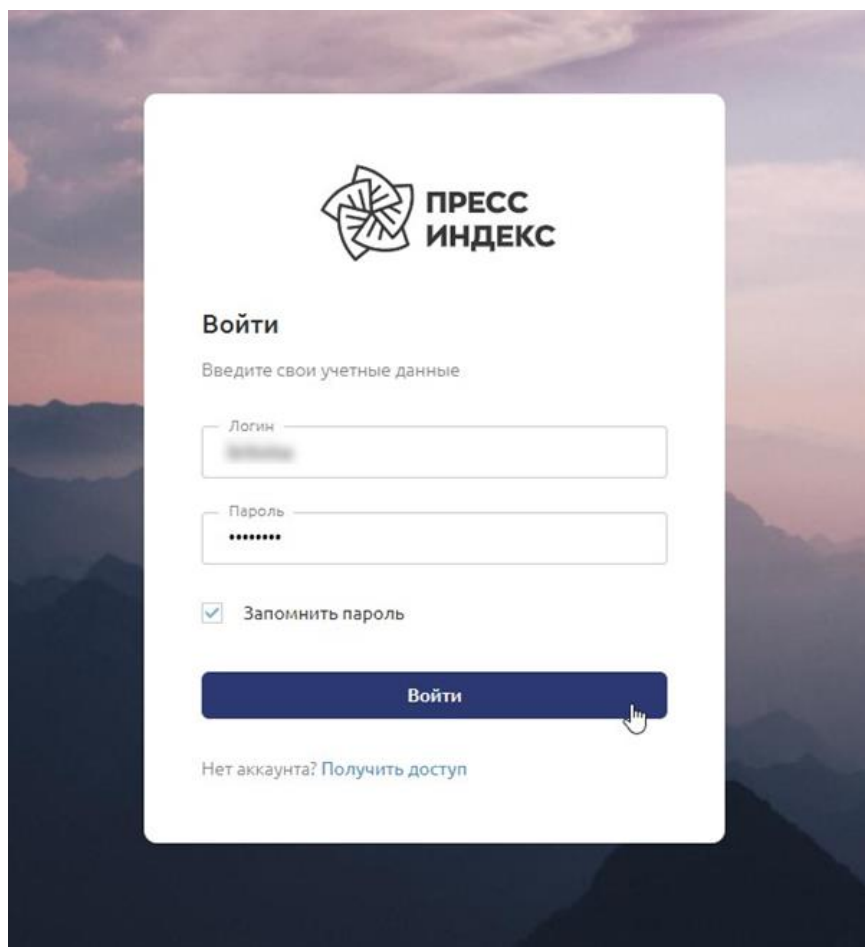 ПРЕСС
ИНДЕКС
Войти
Введите свои учетные данные
Логин
Пароль
••••••••
Запомнить пароль
Войти
Нет аккаунта? Получить доступ